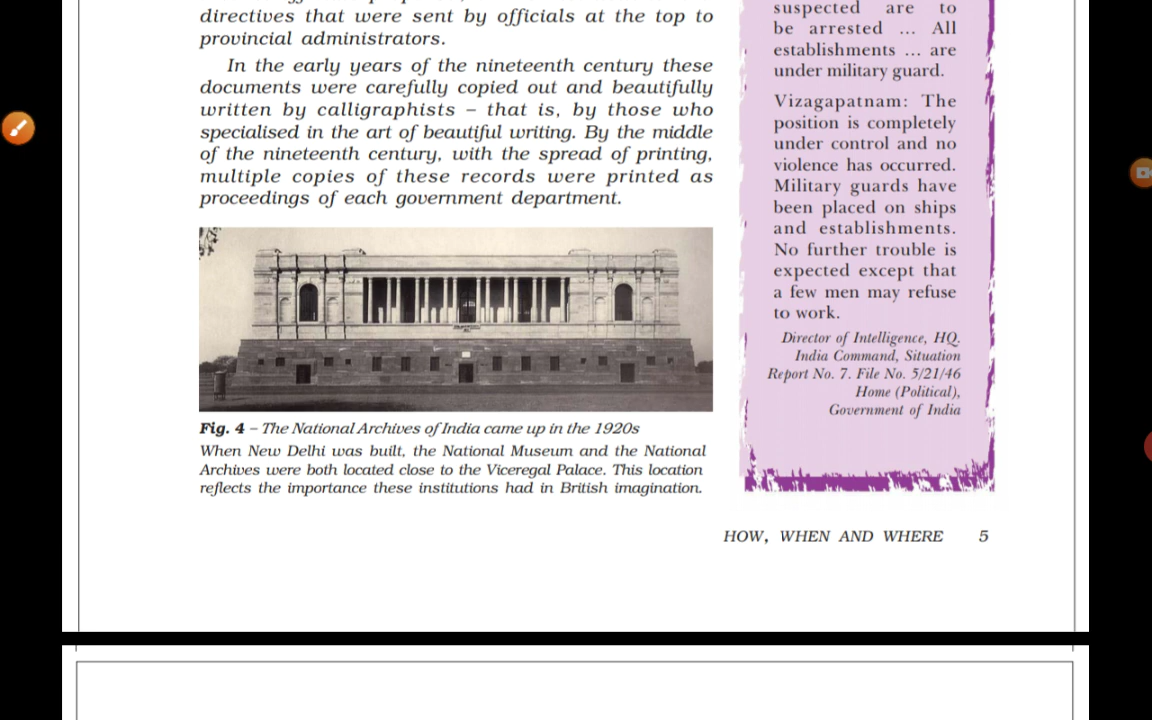 directives that were sent by officials at the top to
provincial administrators.
In the early years of the nineteenth century these
documents were carefully copied out and beautifully
written by calligraphists – that is, by those who
specialised in the art of beautiful writing. By the middle
of the nineteenth century, with the spread of printing,
multiple copies of these records were printed as
proceedings of each government department.
Fig. 4 – The National Archives of India came up in the 1920s
When New Delhi was built, the National Museum and the National
Archives were both located close to the Viceregal Palace. This location
reflects the importance these institutions had in British imagination.
suspected are to
be arrested ... All
establishments ... are
under military guard.
Vizagapatnam: The
position is completely
under control and no
violence has occurred.
Military guards have
been placed on ships
and establishments.
No further trouble is
expected except that
a few men may refuse
to work.
Director of Intelligence, HQ.
India Command, Situation
Report No. 7. File No. 5/21/46
Home (Political),
Government of India
HOW, WHEN AND WHERE 5